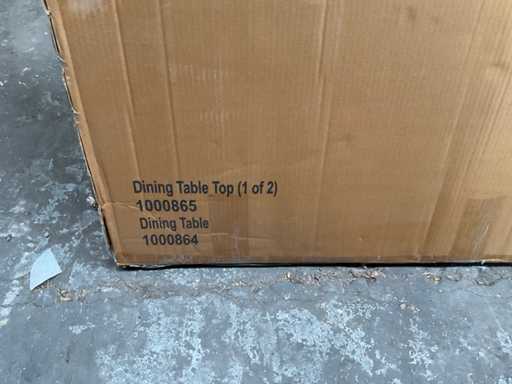 Dining Table Top (1 of 2)
1000865
Dining Table
1000864